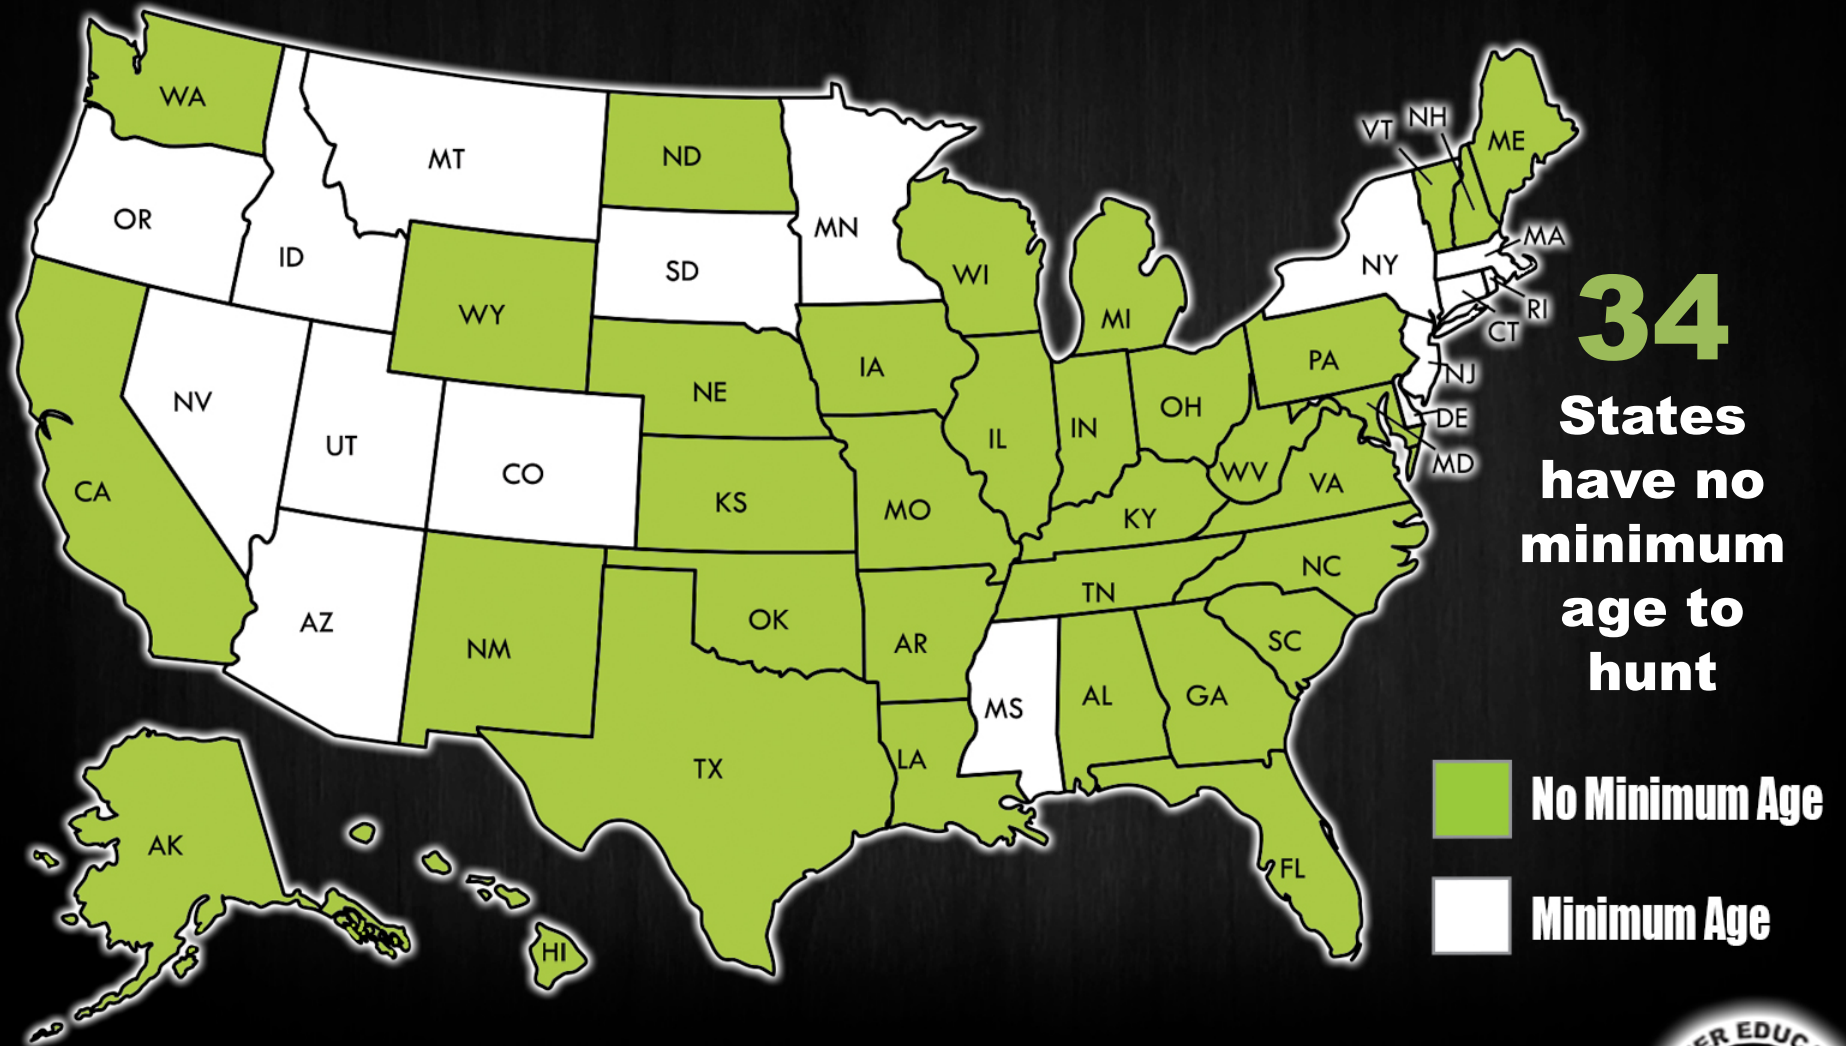 WA
MT
ND
MN
OR
ID
SD
WY
WI
MI
VT
NH
ME
NY
MA
RI
CT
NJ
DE
MD
PA
NV
UT
CO
NE
IA
IL
IN
OH
WV
VA
CA
KS
MO
KY
AZ
NM
OK
AR
TN
NC
SC
TX
LA
MS
AL
GA
FL
AK
HI
34
States
have no
minimum
age to
hunt
No Minimum Age
Minimum Age